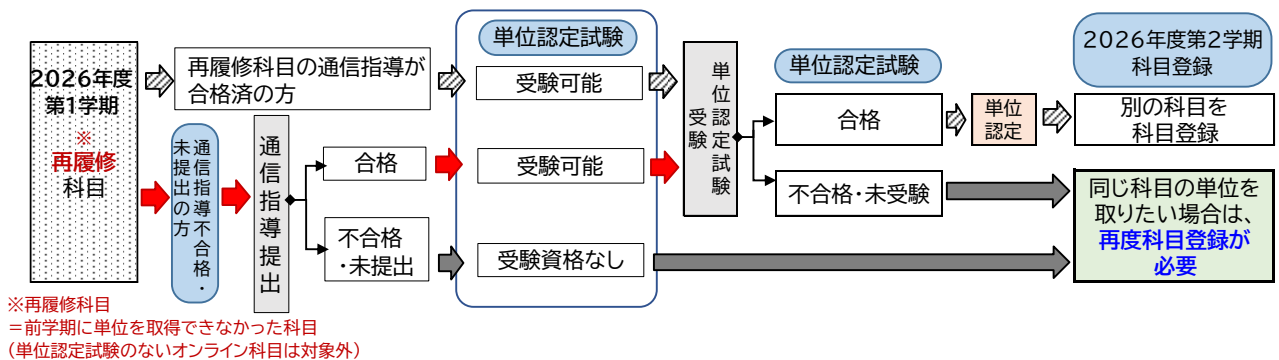 2026年度
第1学期
※
再履修
科目
再履修科目の通信指導が
合格済の方
通信指導不合格・
未提出の方
通信指導提出
合格
不合格
・未提出
単位認定試験
受験可能
受験可能
受験資格なし
単位認定試験
受験
単位認定試験
合格
不合格・未受験
単位
認定
2026年度第2学期
科目登録
別の科目を
科目登録
同じ科目の単位を
取りたい場合は、
再度科目登録が
必要
※再履修科目
＝前学期に単位を取得できなかった科目
(単位認定試験のないオンライン科目は対象外)